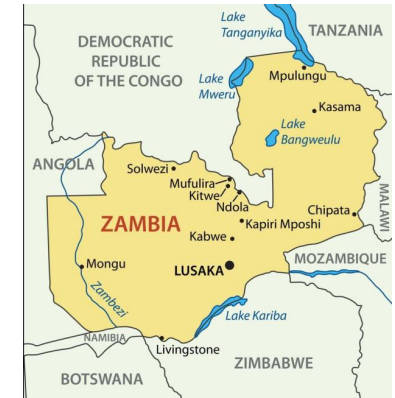 Lake
Tanganyika
TANZANIA
DEMOCRATIC
REPUBLIC
OF THE CONGO
Lake
Mweru
Mpulungu
Kasama
Lake
Bangweulu
ANGOLA
Solwezi
Mufulira
Kitwe
Ndola
MALAWI
Chipata
ZAMBIA
Kapiri Mposhi
Kabwe
MOZAMBIQUE
Mongu
LUSAKA
Zambezi
Lake Kariba
NAMIBIA
Livingstone
ZIMBABWE
BOTSWANA